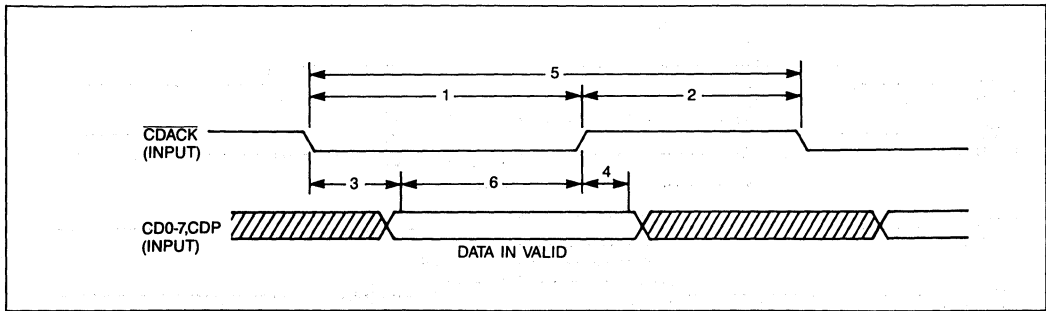 5
1 2
CDACK
(INPUT)
3 6 4
CD0-7,CDP
(INPUT)
DATA IN VALID